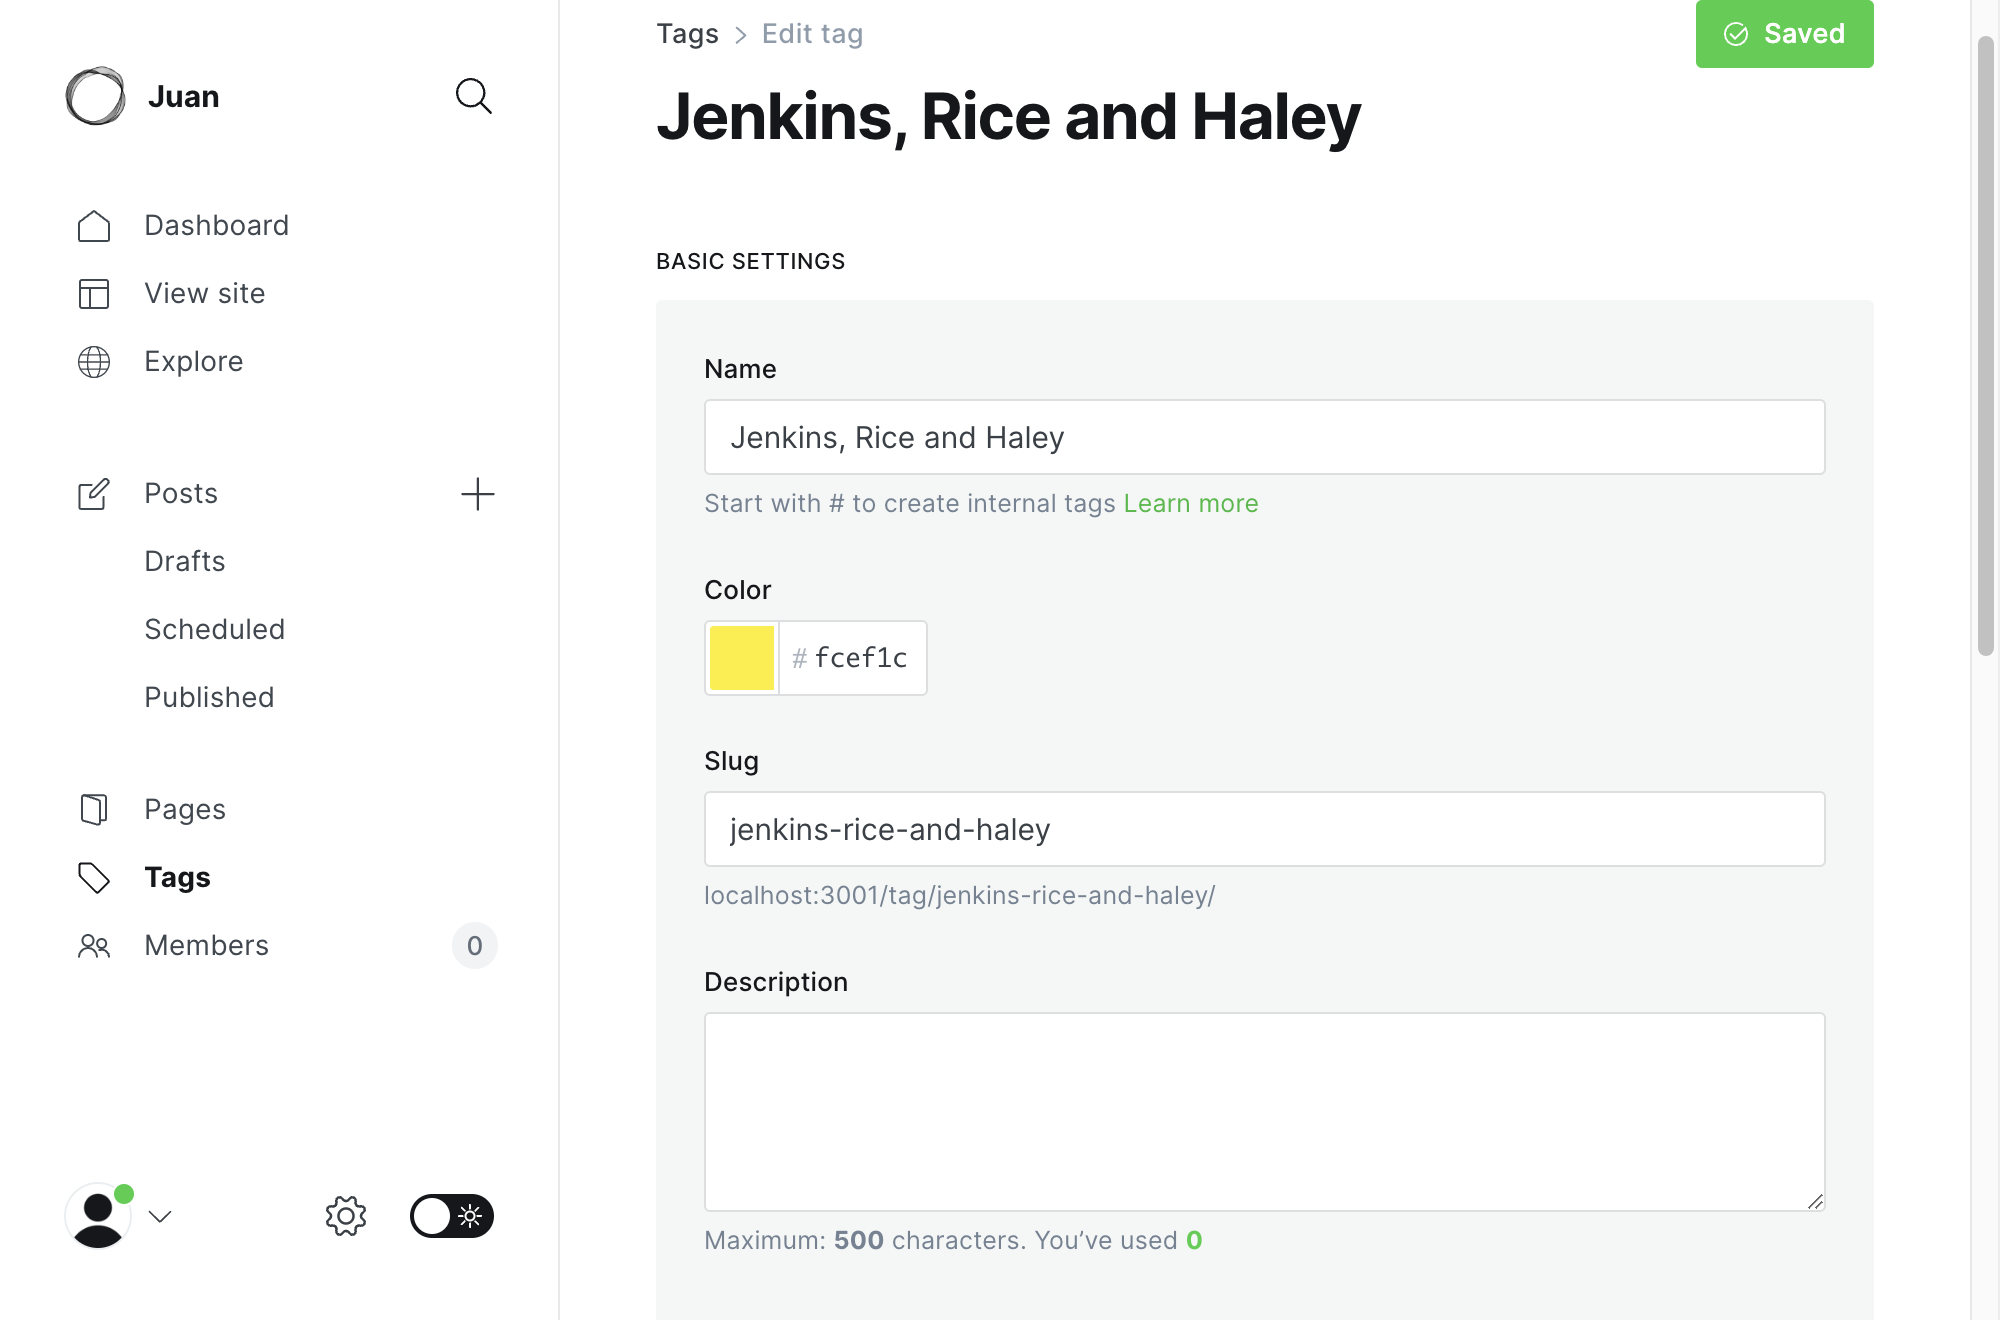 Juan
Dashboard
View site
Explore
Posts
Drafts
Scheduled
Published
Pages
Tags
Members
0
Tags > Edit tag
Saved
Jenkins, Rice and Haley
BASIC SETTINGS
Name
Jenkins, Rice and Haley
Start with # to create internal tags Learn more
Color
# fcef1c
Slug
jenkins-rice-and-haley
localhost:3001/tag/jenkins-rice-and-haley/
Description
Maximum: 500 characters. You’ve used 0